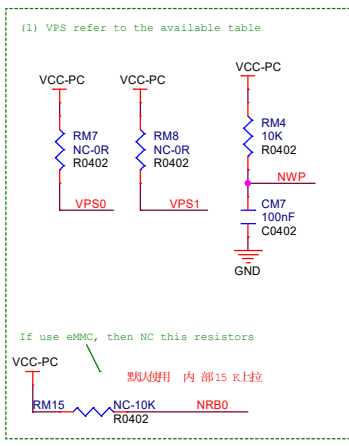 (1) VPS refer to the available table
VCC-PC VCC-PC VCC-PC
RM7 RM8 RM4
NC-0R NC-0R 10K
R0402 R0402 R0402
VPS0 VPS1 NWP
CM7
100nF
C0402
GND
If use eMMC, then NC this resistors
VCC-PC
默认使用 内 部15 K上拉
RM15 NC-10K NRB0
R0402